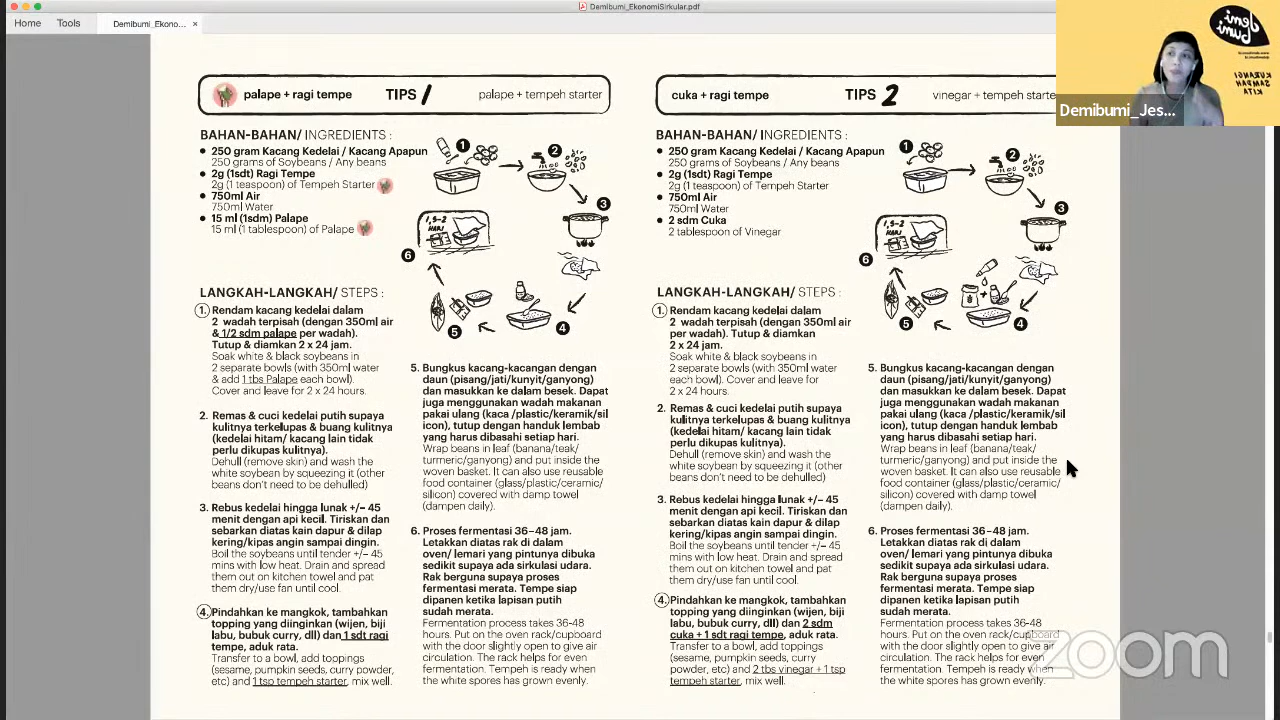 Demibumi_EkonomiSirkular.pdf
Home
Tools
Demibumi_Ekono...
×
palape + ragi tempe
TIPS 1
palape + tempeh starter
BAHAN-BAHAN/ INGREDIENTS :
250 gram Kacang Kedelai / Kacang Apapun
250 grams of Soybeans / Any beans
2g (1sdt) Ragi Tempe
2g (1 teaspoon) of Tempeh Starter
750ml Air
750ml Water
15 ml (1sdm) Palape
15 ml (1 tablespoon) of Palape
1
2
3
4
5
6
1,5-2
HARI
LANGKAH-LANGKAH/ STEPS :
1. Rendam kacang kedelai dalam
2 wadah terpisah (dengan 350ml air
& 1/2 sdm palape per wadah).
Tutup & diamkan 2 x 24 jam.
Soak white & black soybeans in
2 separate bowls (with 350ml water
& add 1 tbs Palape each bowl).
Cover and leave for 2 x 24 hours.
2. Remas & cuci kedelai putih supaya
kulitnya terkelupas & buang kulitnya
(kedelai hitam/ kacang lain tidak
perlu dikupas kulitnya).
Dehull (remove skin) and wash the
white soybean by squeezing it (other
beans don't need to be dehulled)
3. Rebus kedelai hingga lunak +/- 45
menit dengan api kecil. Tiriskan dan
sebarkan diatas kain dapur & dilap
kering/kipas angin sampai dingin.
Boil the soybeans until tender +/- 45
mins with low heat. Drain and spread
them out on kitchen towel and pat
them dry/use fan until cool.
4. Pindahkan ke mangkok, tambahkan
topping yang diinginkan (wijen, biji
labu, bubuk curry, dll) dan 1 sdt ragi
tempe, aduk rata.
Transfer to a bowl, add toppings
(sesame, pumpkin seeds, curry powder,
etc) and 1 tsp tempeh starter, mix well.
5. Bungkus kacang-kacangan dengan
daun (pisang/jati/kunyit/ganyong)
dan masukkan ke dalam besek. Dapat
juga menggunakan wadah makanan
pakai ulang (kaca /plastic/keramik/sil
icon), tutup dengan handuk lembab
yang harus dibasahi setiap hari.
Wrap beans in leaf (banana/teak/
turmeric/ganyong) and put inside the
woven basket. It can also use reusable
food container (glass/plastic/ceramic/
silicon) covered with damp towel
(dampen daily).
6. Proses fermentasi 36-48 jam.
Letakkan diatas rak di dalam
oven/ lemari yang pintunya dibuka
sedikit supaya ada sirkulasi udara.
Rak berguna supaya proses
fermentasi merata. Tempe siap
dipanen ketika lapisan putih
sudah merata.
Fermentation process takes 36-48
hours. Put on the oven rack/cupboard
with the door slightly open to give air
circulation. The rack helps for even
fermentation. Tempeh is ready when
the white spores has grown evenly.
cuka + ragi tempe
TIPS 2
vinegar + tempeh starte
BAHAN-BAHAN/ INGREDIENTS :
250 gram Kacang Kedelai / Kacang Apapun
250 grams of Soybeans / Any beans
2g (1sdt) Ragi Tempe
2g (1 teaspoon) of Tempeh Starter
750ml Air
750ml Water
2 sdm Cuka
2 tablespoon of Vinegar
1
2
3
4
5
6
1,5-2
HARI
LANGKAH-LANGKAH/ STEPS :
1. Rendam kacang kedelai dalam
2 wadah terpisah (dengan 350ml air
per wadah). Tutup & diamkan
2 x 24 jam.
Soak white & black soybeans in
2 separate bowls (with 350ml water
each bowl). Cover and leave for
2 x 24 hours.
2. Remas & cuci kedelai putih supaya
kulitnya terkelupas & buang kulitnya
(kedelai hitam/ kacang lain tidak
perlu dikupas kulitnya).
Dehull (remove skin) and wash the
white soybean by squeezing it (other
beans don't need to be dehulled)
3. Rebus kedelai hingga lunak +/- 45
menit dengan api kecil. Tiriskan dan
sebarkan diatas kain dapur & dilap
kering/kipas angin sampai dingin.
Boil the soybeans until tender +/- 45
mins with low heat. Drain and spread
them out on kitchen towel and pat
them dry/use fan until cool.
4. Pindahkan ke mangkok, tambahkan
topping yang diinginkan (wijen, biji
labu, bubuk curry, dll) dan 2 sdm
cuka + 1 sdt ragi tempe, aduk rata.
Transfer to a bowl, add toppings
(sesame, pumpkin seeds, curry
powder, etc) and 2 tbs vinegar + 1 tsp
tempeh starter, mix well.
5. Bungkus kacang-kacangan dengan
daun (pisang/jati/kunyit/ganyong)
dan masukkan ke dalam besek. Dapat
juga menggunakan wadah makanan
pakai ulang (kaca /plastic/keramik/sil
icon), tutup dengan handuk lembab
yang harus dibasahi setiap hari.
Wrap beans in leaf (banana/teak/
turmeric/ganyong) and put inside the
woven basket. It can also use reusable
food container (glass/plastic/ceramic/
silicon) covered with damp towel
(dampen daily).
6. Proses fermentasi 36-48 jam.
Letakkan diatas rak di dalam
oven/ lemari yang pintunya dibuka
sedikit supaya ada sirkulasi udara.
Rak berguna supaya proses
fermentasi merata. Tempe siap
dipanen ketika lapisan putih
sudah merata.
Fermentation process takes 36-48
hours. Put on the oven rack/cupboard
with the door slightly open to give air
circulation. The rack helps for even
fermentation. Tempeh is ready when
the white spores has grown evenly.
demi
bumi
KURANGI
SAMPAH
KITA
Demibumi_Jes...
zoom